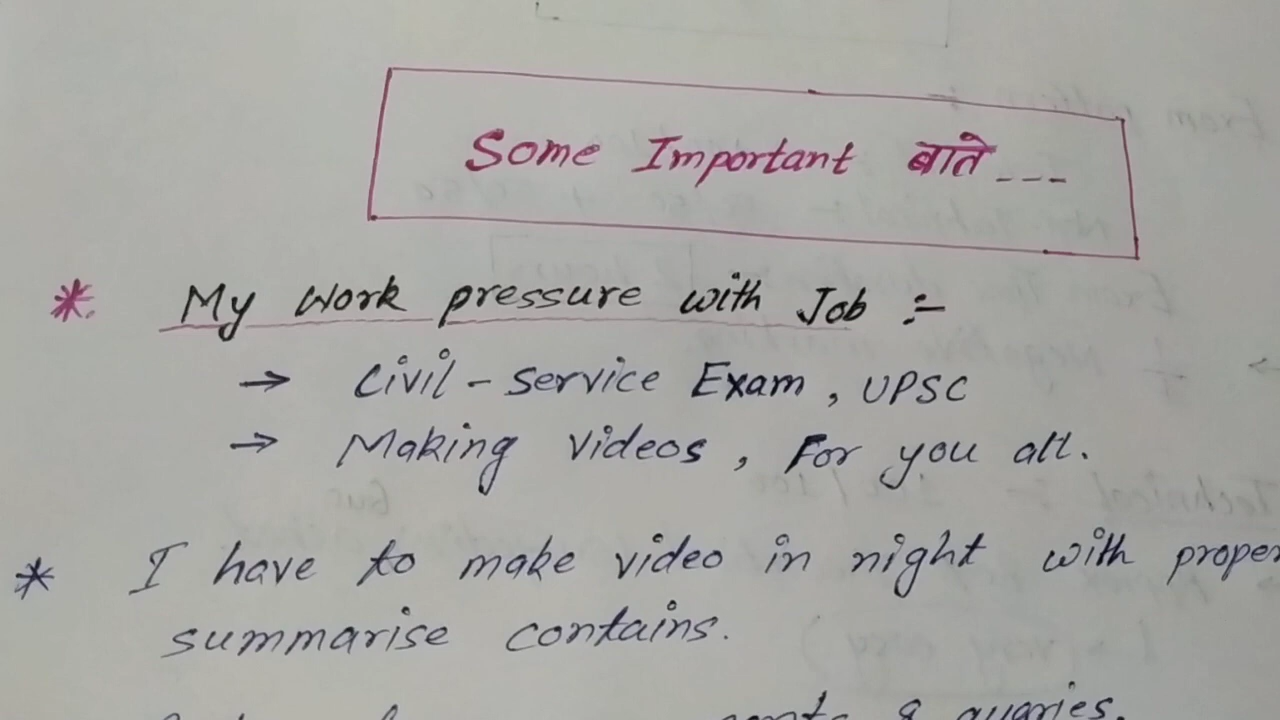 Some Important बाते---
*. My work pressure with Job :-
→ Civil-Service Exam, UPSC
→ Making Videos, For you all.
* I have to make video in night with proper
summarise contains.
& queries.